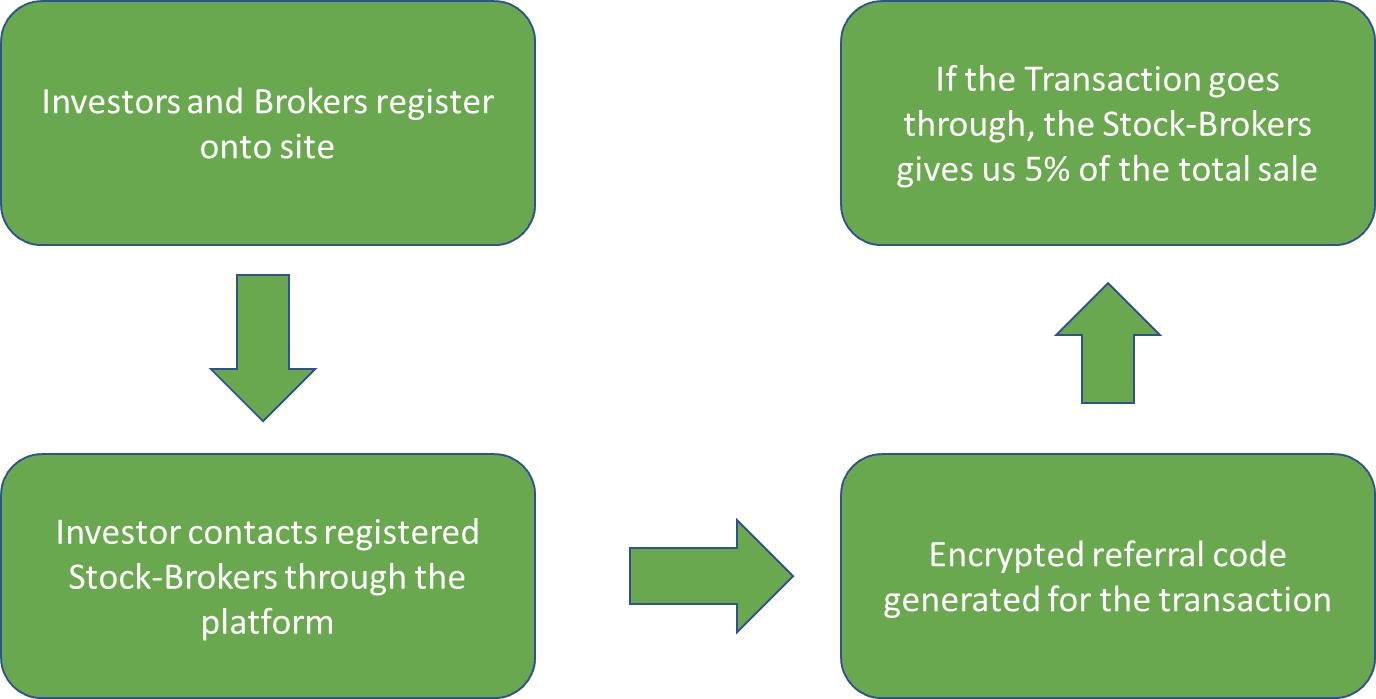 Investors and Brokers register
onto site
Investor contacts registered
Stock-Brokers through the
platform
Encrypted referral code
generated for the transaction
If the Transaction goes
through, the Stock-Brokers
gives us 5% of the total sale